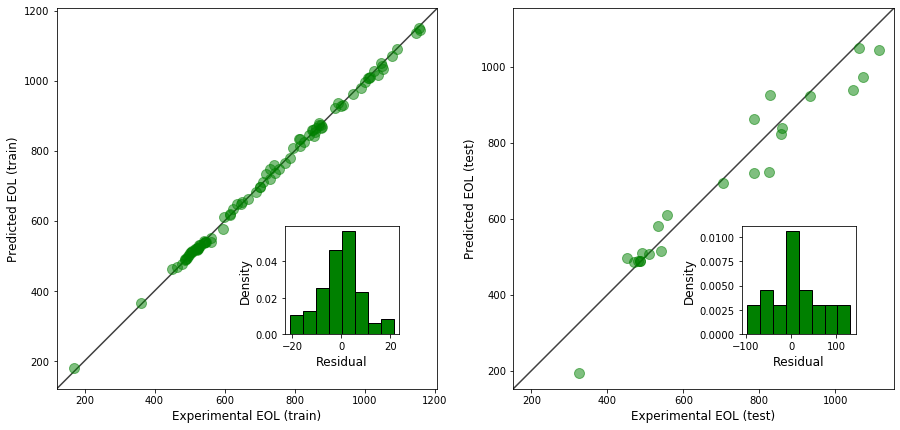 1200
1000
800
600
400
200
Predicted EOL (train)
200 400 600 800 1000 1200
Experimental EOL (train)
0.04
0.02
0.00
Density
−20 0 20
Residual
1000
800
600
400
200
Predicted EOL (test)
200 400 600 800 1000
Experimental EOL (test)
0.0100
0.0075
0.0050
0.0025
0.0000
Density
−100 0 100
Residual